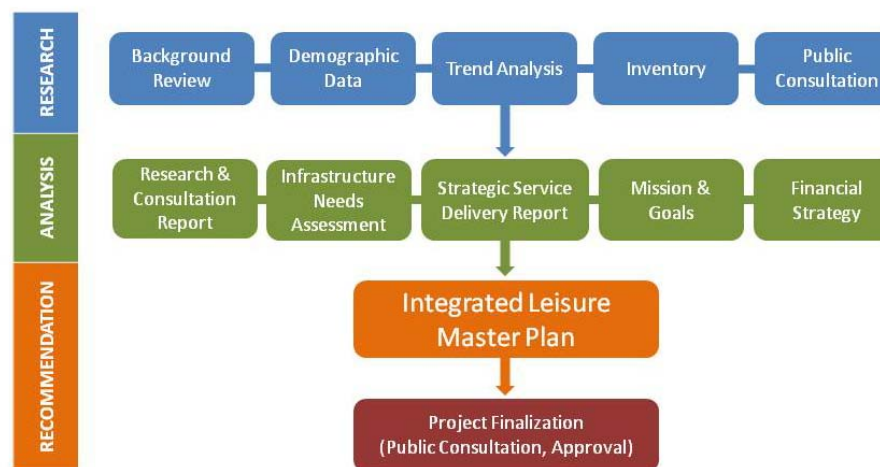 RESEARCH
Background
Review
Demographic
Data
Trend Analysis
Inventory
Public
Consultation
ANALYSIS
Research &
Consultation
Report
Infrastructure
Needs
Assessment
Strategic Service
Delivery Report
Mission &
Goals
Financial
Strategy
RECOMMENDATION
Integrated Leisure
Master Plan
Project Finalization
(Public Consultation, Approval)